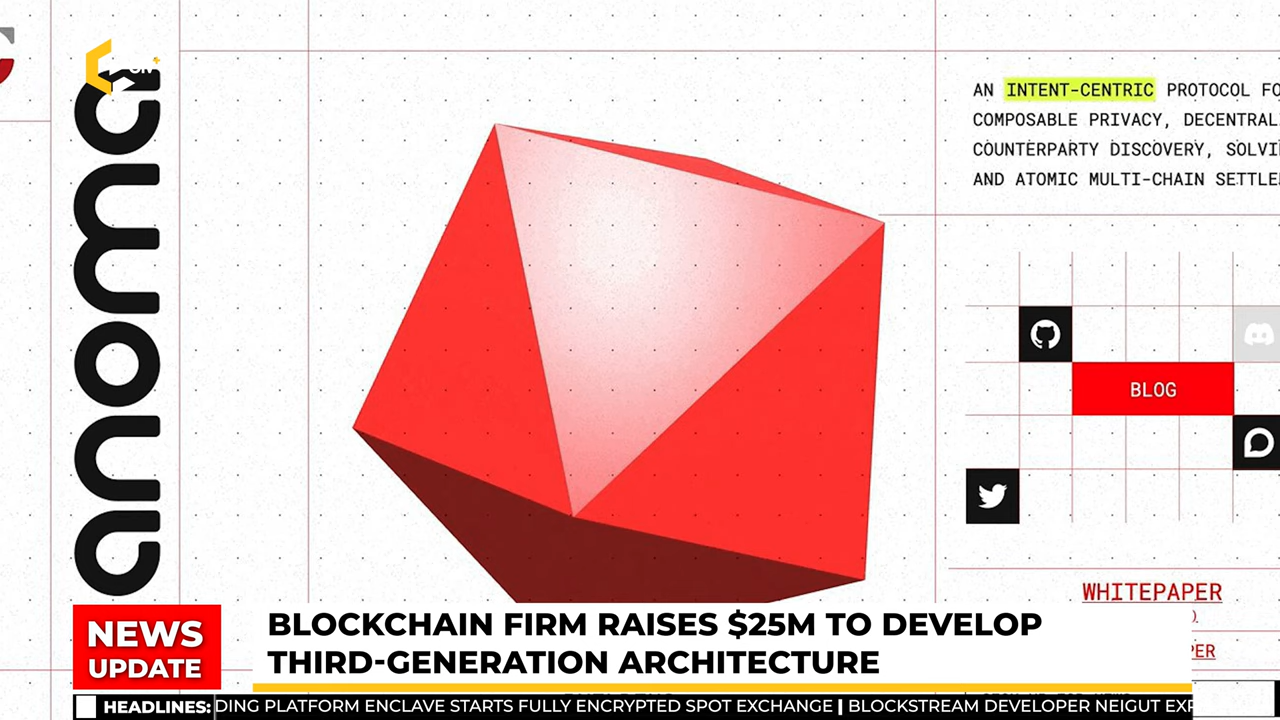 anoma
AN INTENT-CENTRIC PROTOCOL FO
COMPOSABLE PRIVACY, DECENTRALI
COUNTERPARTY DISCOVERY, SOLVI
AND ATOMIC MULTI-CHAIN SETTLE
BLOG
WHITEPAPER
PER
NEWS
UPDATE
BLOCKCHAIN FIRM RAISES $25M TO DEVELOP
THIRD-GENERATION ARCHITECTURE
HEADLINES: DING PLATFORM ENCLAVE STARTS FULLY ENCRYPTED SPOT EXCHANGE | BLOCKSTREAM DEVELOPER NEIGUT EXP